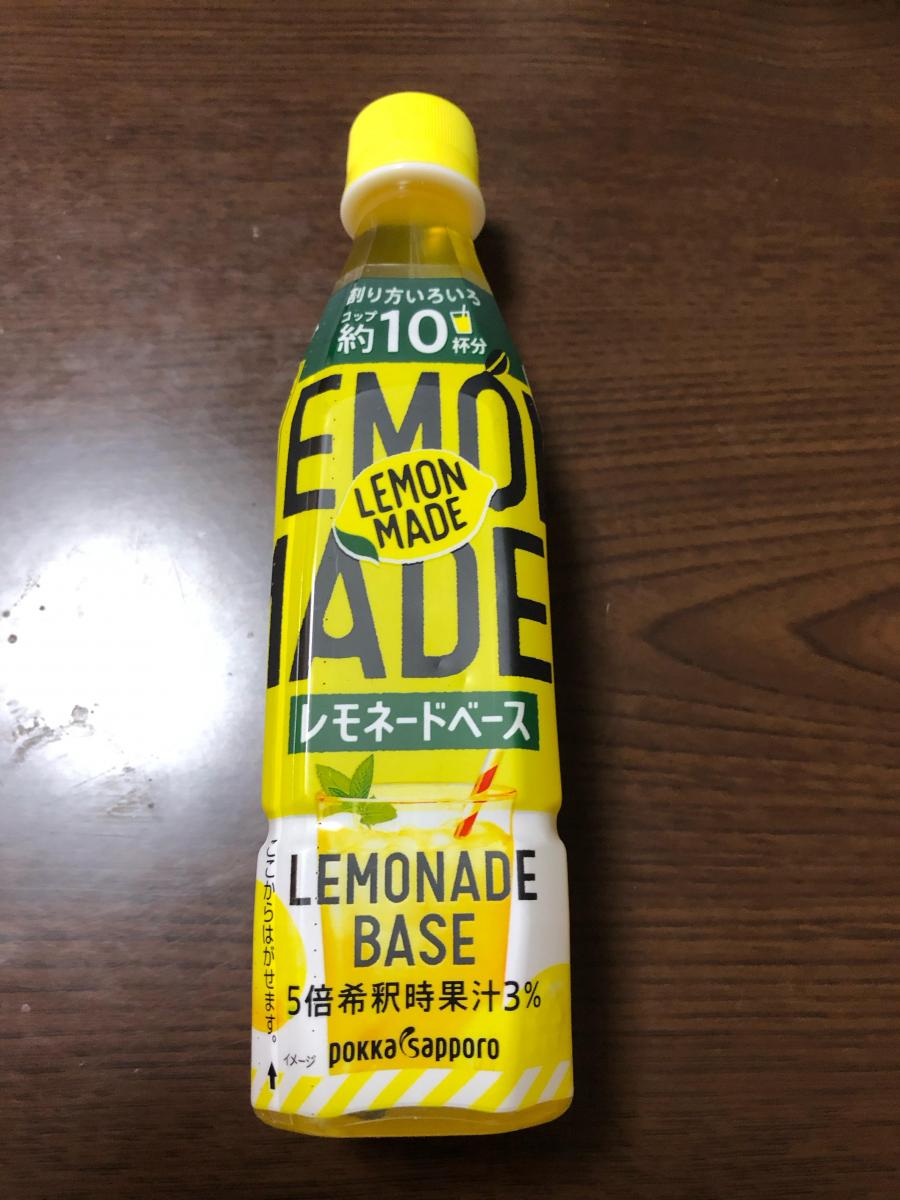 割り方いろいろ
コップ
約10杯分
LEMON
MADE
LEMON
MADE
レモネードベース
LEMONADE
BASE
5倍希釈時果汁3%
イメージ
pokka sapporo
ここからはがせます。